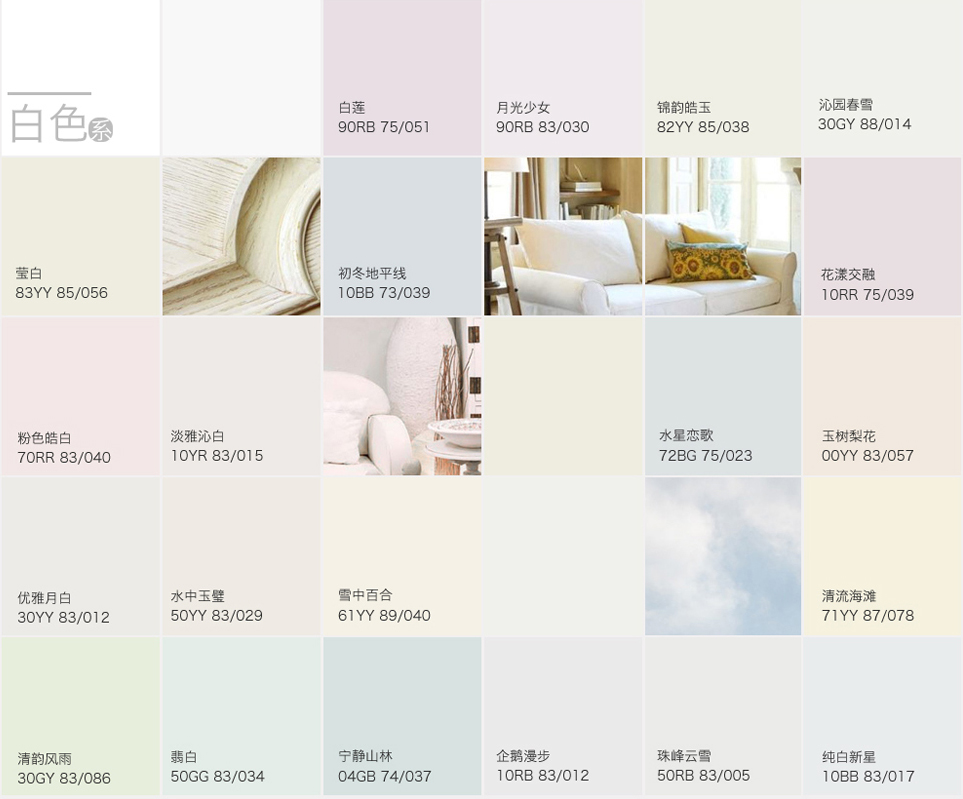 白色系
白莲
90RB 75/051
月光少女
90RB 83/030
锦韵皓玉
82YY 85/038
沁园春雪
30GY 88/014
莹白
83YY 85/056
初冬地平线
10BB 73/039
花漾交融
10RR 75/039
粉色皓白
70RR 83/040
淡雅沁白
10YR 83/015
水星恋歌
72BG 75/023
玉树梨花
00YY 83/057
优雅月白
30YY 83/012
水中玉璧
50YY 83/029
雪中百合
61YY 89/040
清流海滩
71YY 87/078
清韵风雨
30GY 83/086
翡白
50GG 83/034
宁静山林
04GB 74/037
企鹅漫步
10RB 83/012
珠峰云雪
50RB 83/005
纯白新星
10BB 83/017